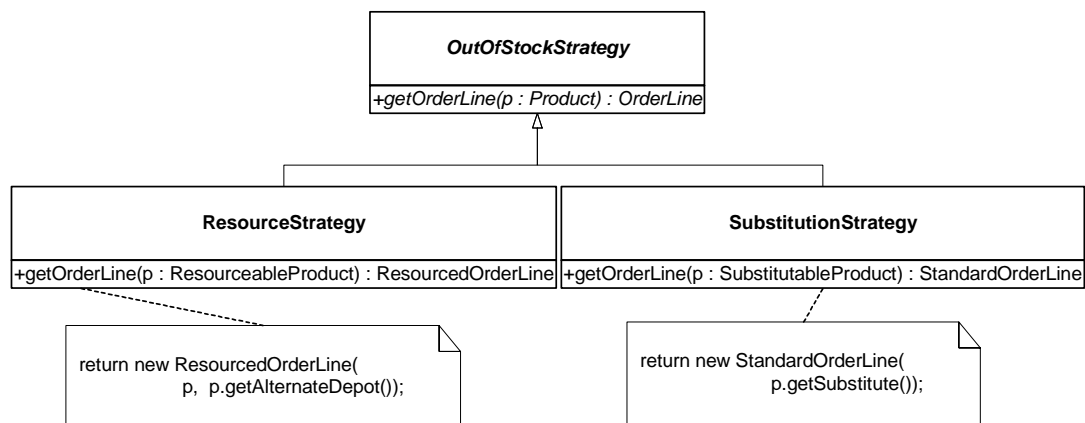 OutOfStockStrategy
+getOrderLine(p : Product) : OrderLine
ResourceStrategy
+getOrderLine(p : ResourceableProduct) : ResourcedOrderLine
SubstitutionStrategy
+getOrderLine(p : SubstitutableProduct) : StandardOrderLine
return new ResourcedOrderLine(
p, p.getAlternateDepot());
return new StandardOrderLine(
p.getSubstitute());